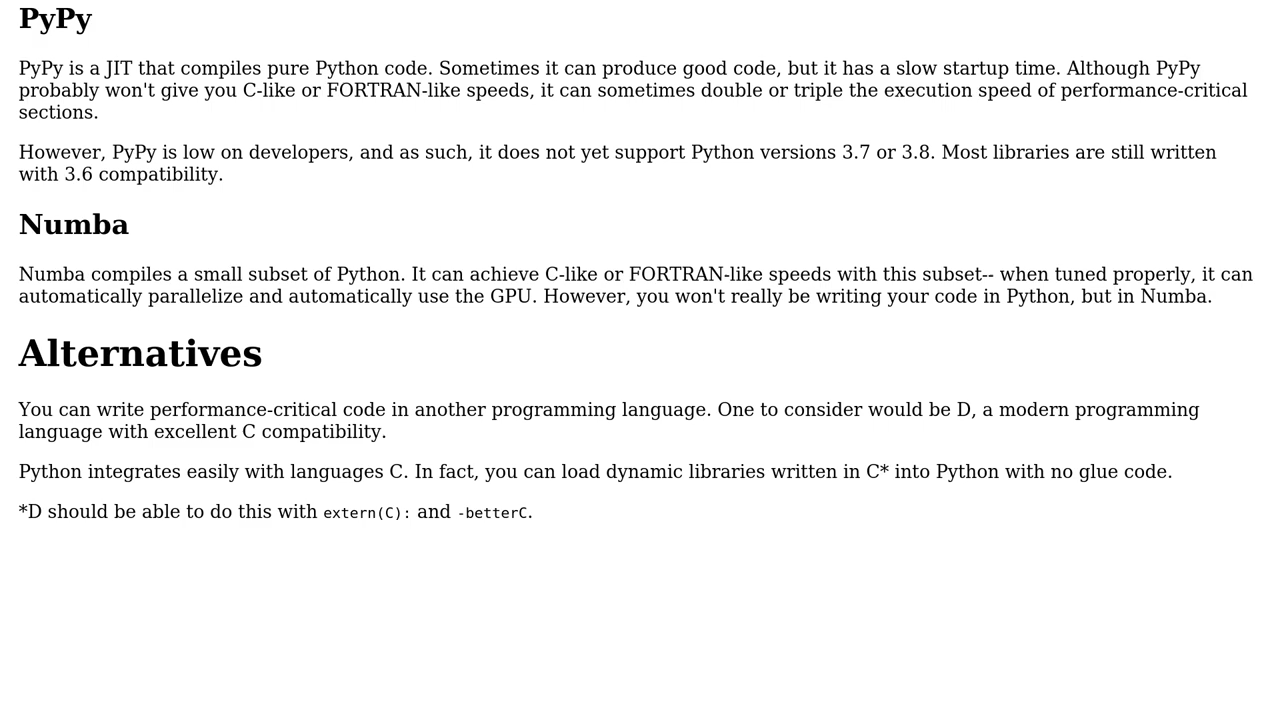 PyPy
PyPy is a JIT that compiles pure Python code. Sometimes it can produce good code, but it has a slow startup time. Although PyPy
probably won't give you C-like or FORTRAN-like speeds, it can sometimes double or triple the execution speed of performance-critical
sections.
However, PyPy is low on developers, and as such, it does not yet support Python versions 3.7 or 3.8. Most libraries are still written
with 3.6 compatibility.
Numba
Numba compiles a small subset of Python. It can achieve C-like or FORTRAN-like speeds with this subset-- when tuned properly, it can
automatically parallelize and automatically use the GPU. However, you won't really be writing your code in Python, but in Numba.
Alternatives
You can write performance-critical code in another programming language. One to consider would be D, a modern programming
language with excellent C compatibility.
Python integrates easily with languages C. In fact, you can load dynamic libraries written in C* into Python with no glue code.
*D should be able to do this with extern(C): and -betterC.